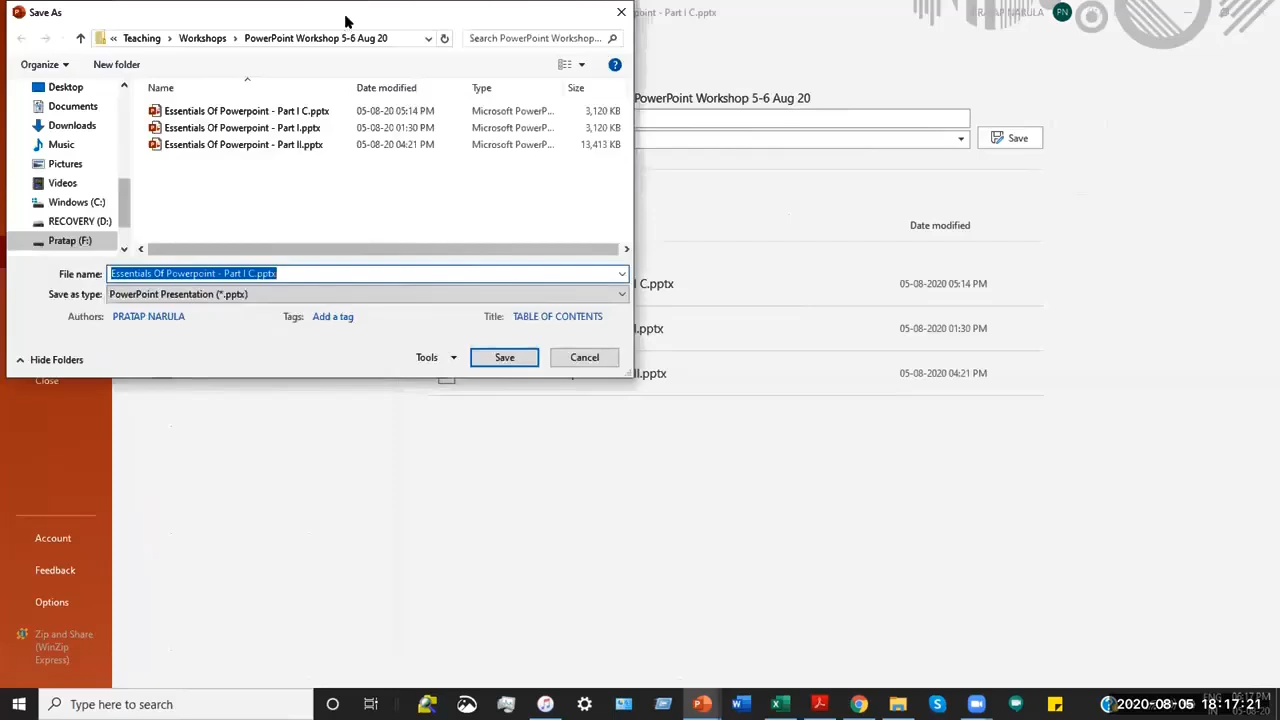 Save As
point - Part I C.pptx
PRATAP NARULA
PN
« Teaching > Workshops > PowerPoint Workshop 5-6 Aug 20
Search PowerPoint Workshop...
Organize
New folder
Name
Date modified
Type
Size
Desktop
Documents
Downloads
Music
Pictures
Videos
Windows (C:)
RECOVERY (D:)
Pratap (F:)
Essentials Of Powerpoint - Part I C.pptx 05-08-20 05:14 PM Microsoft PowerP... 3,120 KB
Essentials Of Powerpoint - Part I.pptx 05-08-20 01:30 PM Microsoft PowerP... 3,120 KB
Essentials Of Powerpoint - Part II.pptx 05-08-20 04:21 PM Microsoft PowerP... 13,413 KB
File name: Essentials Of Powerpoint - Part I C.pptx
Save as type: PowerPoint Presentation (*.pptx)
Authors: PRATAP NARULA
Tags: Add a tag
Title: TABLE OF CONTENTS
Hide Folders
Tools
Save
Cancel
PowerPoint Workshop 5-6 Aug 20
Save
Date modified
I C.pptx 05-08-2020 05:14 PM
I.pptx 05-08-2020 01:30 PM
II.pptx 05-08-2020 04:21 PM
Close
Account
Feedback
Options
Zip and Share
(WinZip
Express)
Type here to search
2020-08-05 18:17:21